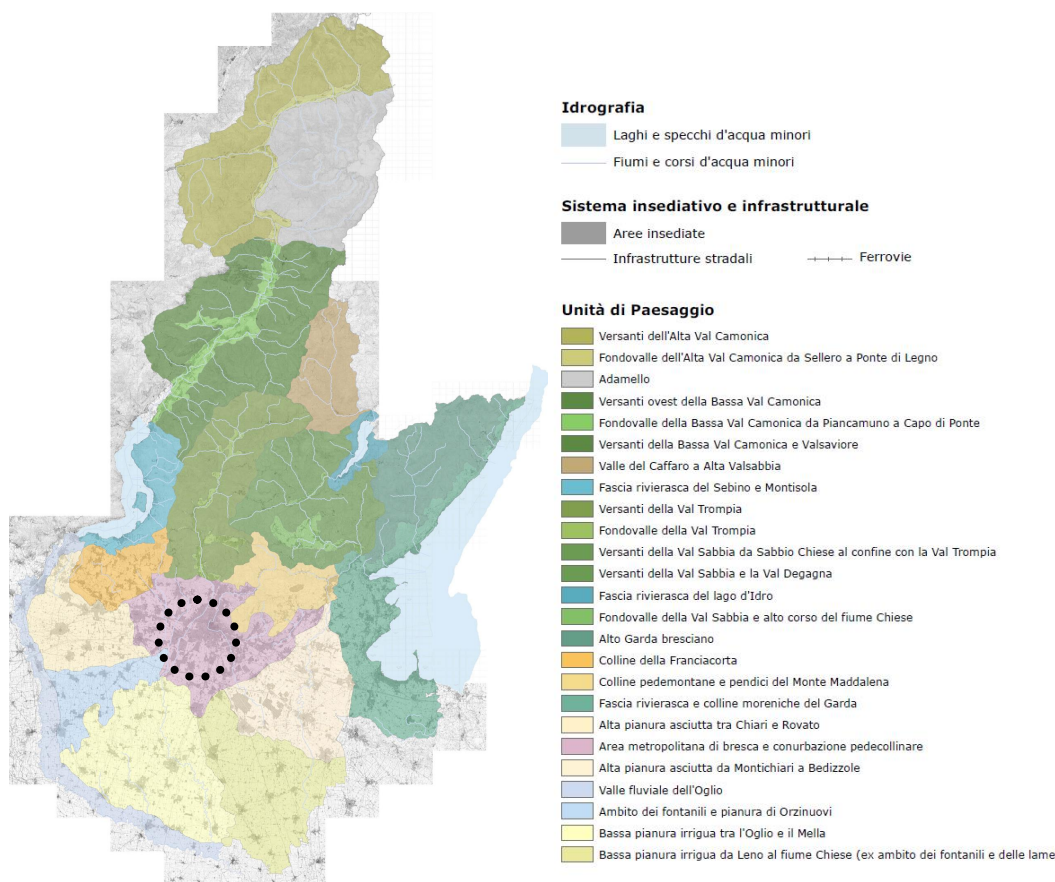 Idrografia
Laghi e specchi d'acqua minori
Fiumi e corsi d'acqua minori
Sistema insediativo e infrastrutturale
Aree insediate
Infrastrutture stradali
Ferrovie
Unità di Paesaggio
Versanti dell'Alta Val Camonica
Fondovalle dell'Alta Val Camonica da Sellero a Ponte di Legno
Adamello
Versanti ovest della Bassa Val Camonica
Fondovalle della Bassa Val Camonica da Piancamuno a Capo di Ponte
Versanti della Bassa Val Camonica e Valsaviore
Valle del Caffaro a Alta Valsabbia
Fascia rivierasca del Sebino e Montisola
Versanti della Val Trompia
Fondovalle della Val Trompia
Versanti della Val Sabbia da Sabbio Chiese al confine con la Val Trompia
Versanti della Val Sabbia e la Val Degagna
Fascia rivierasca del lago d'Idro
Fondovalle della Val Sabbia e alto corso del fiume Chiese
Alto Garda bresciano
Colline della Franciacorta
Colline pedemontane e pendici del Monte Maddalena
Fascia rivierasca e colline moreniche del Garda
Alta pianura asciutta tra Chiari e Rovato
Area metropolitana di bresca e conurbazione pedecollinare
Alta pianura asciutta da Montichiari a Bedizzole
Valle fluviale dell'Oglio
Ambito dei fontanili e pianura di Orzinuovi
Bassa pianura irrigua tra l'Oglio e il Mella
Bassa pianura irrigua da Leno al fiume Chiese (ex ambito dei fontanili e delle lame